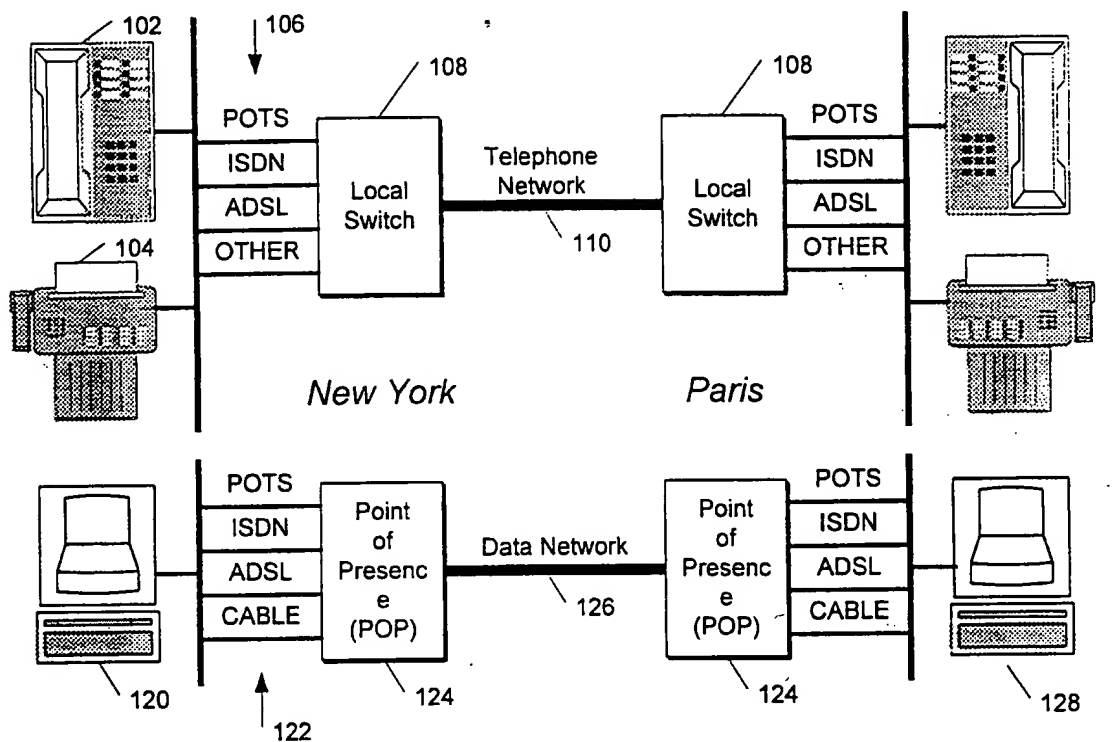 102
106
108
108
POTS
ISDN
ADSL
OTHER
Local
Switch
Telephone
Network
110
Local
Switch
POTS
ISDN
ADSL
OTHER
104
New York
Paris
POTS
ISDN
ADSL
CABLE
Point
of
Presenc
e
(POP)
Data Network
126
Point
of
Presenc
e
(POP)
POTS
ISDN
ADSL
CABLE
120
122
124
124
128